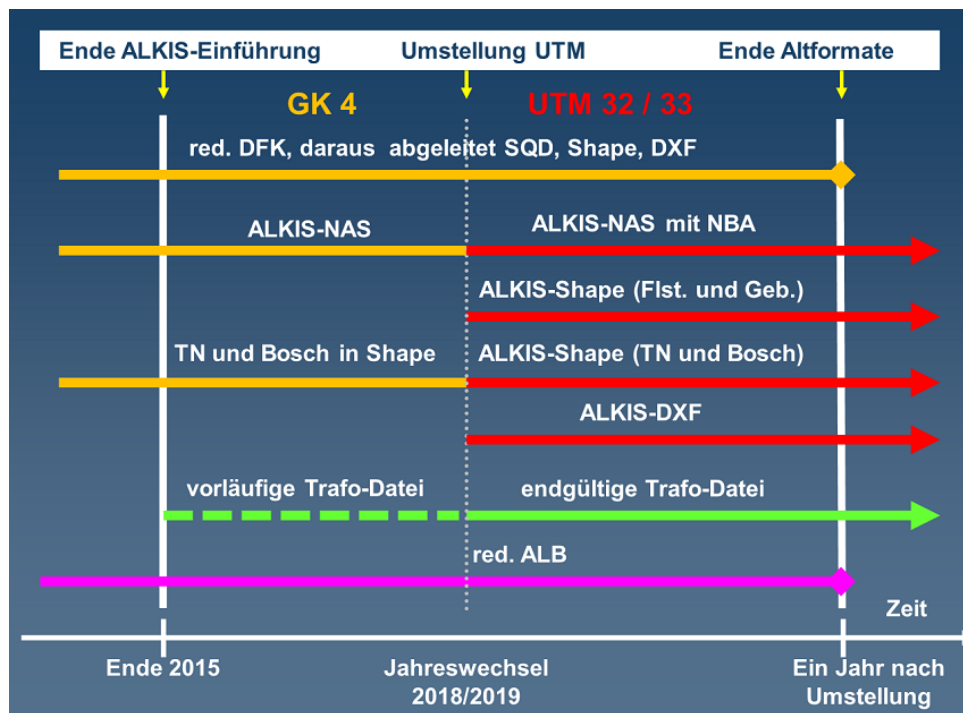 Ende ALKIS-Einführung Umstellung UTM Ende Altformate
GK 4 UTM 32 / 33
red. DFK, daraus abgeleitet SQD, Shape, DXF
ALKIS-NAS ALKIS-NAS mit NBA
ALKIS-Shape (Flst. und Geb.)
TN und Bosch in Shape ALKIS-Shape (TN und Bosch)
ALKIS-DXF
vorläufige Trafo-Datei endgültige Trafo-Datei
red. ALB
Zeit
Ende 2015 Jahreswechsel Ein Jahr nach
2018/2019 Umstellung